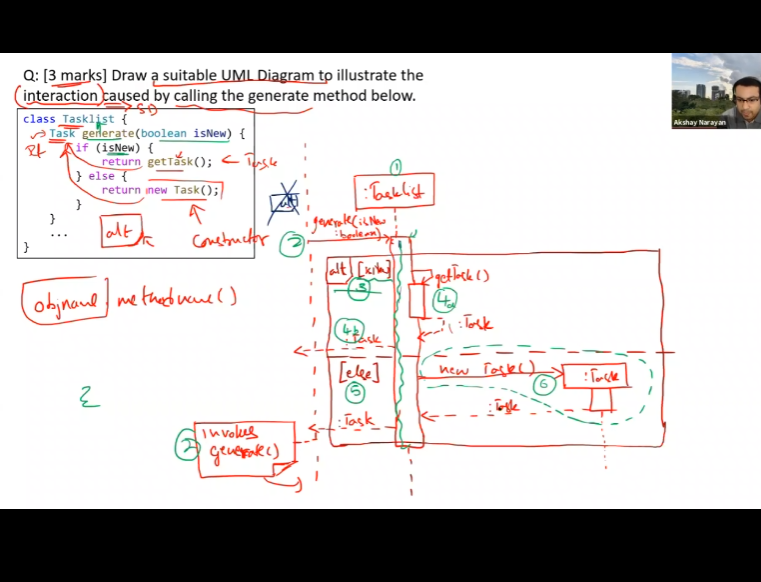 Q: [3 marks] Draw a suitable UML Diagram to illustrate the
interaction caused by calling the generate method below.
SD
class Tasklist {
Task generate(boolean isNew) {
if (isNew) {
return getTask();
} else {
return new Task();
}
}
...
}
Task
alt
Constructor
objname.methodname()
Akshay Narayan
1
:TaskList
alt
generate(isNew
:boolean)
2
alt
3
getTask()
4a
:Task
4b
:Task
[else]
5
new Task()
6
:Task
:Task
:Task
2
invokes
generate()